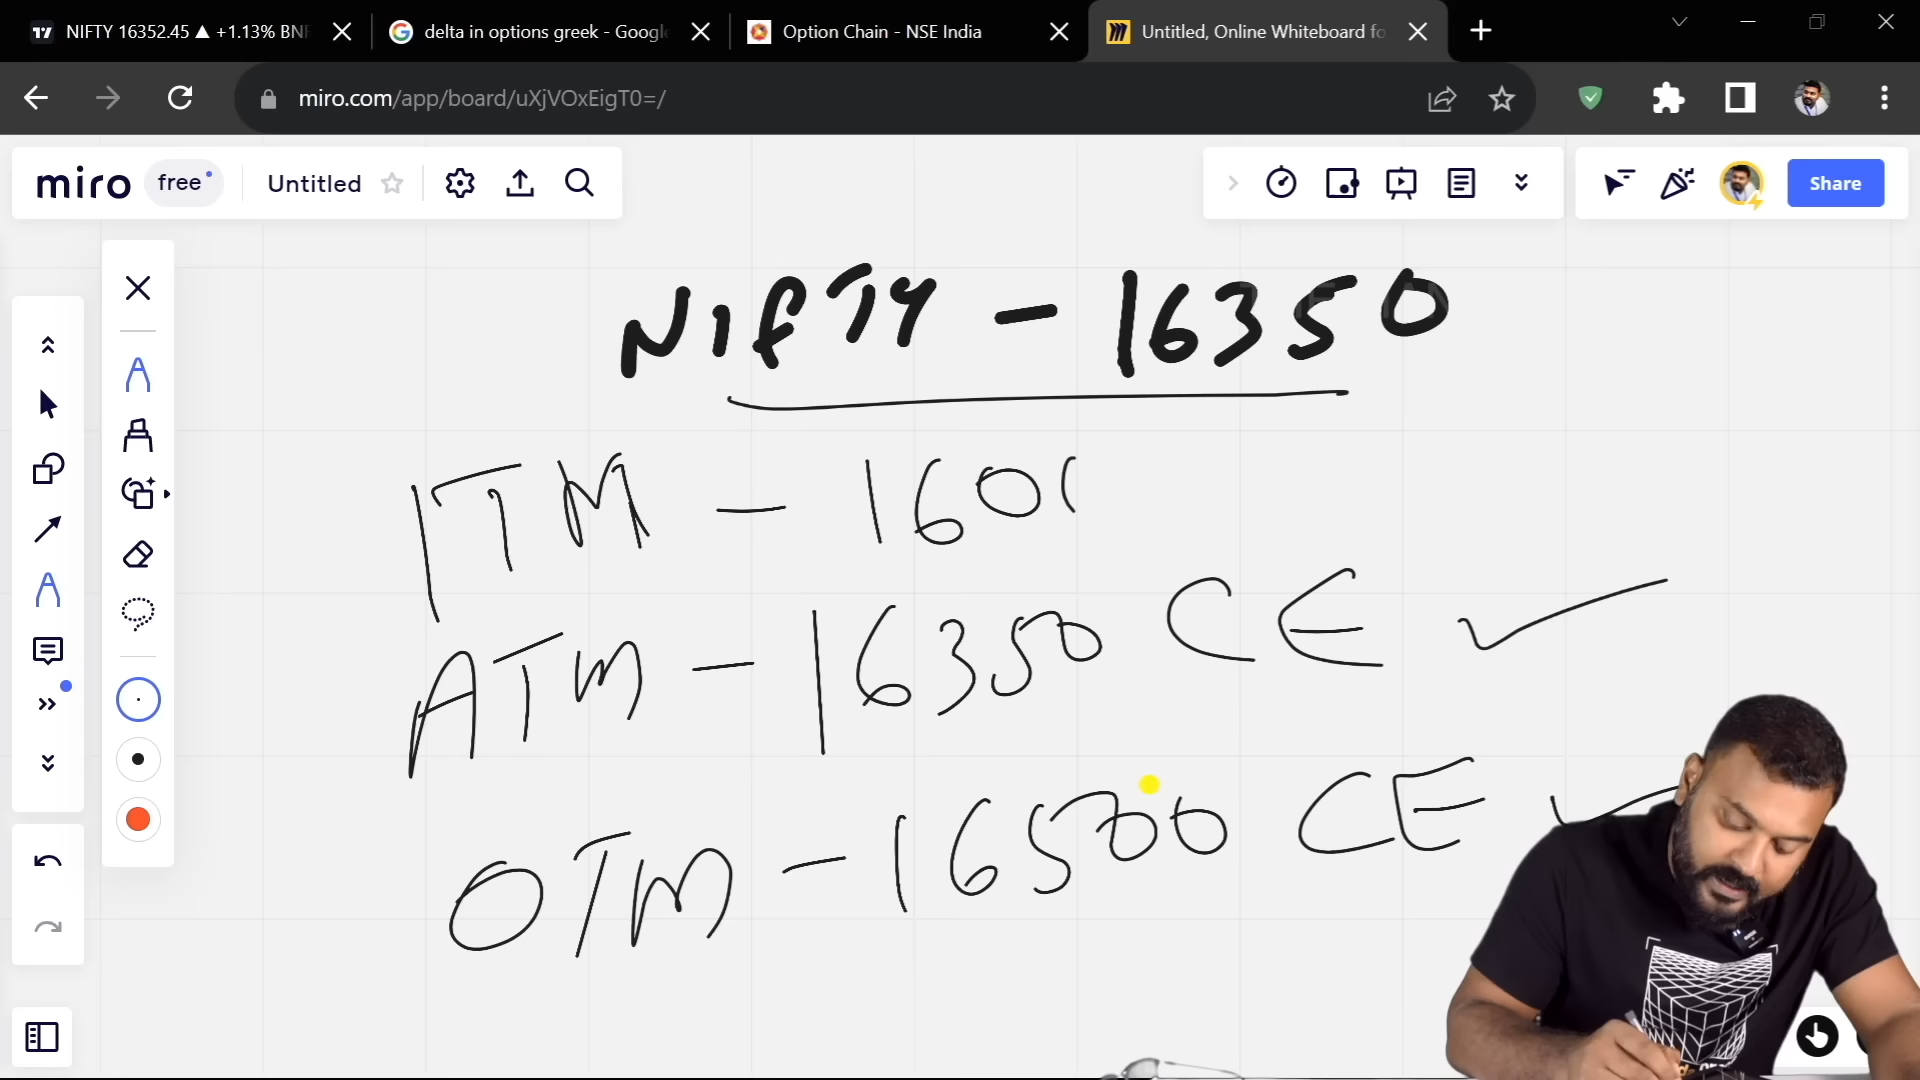 NIFTY 16352.45 ▲ +1.13% BN
delta in options greek - Googl
Option Chain - NSE India
Untitled, Online Whiteboard fo
miro.com/app/board/uXjVOxEigT0=/
miro free Untitled
Share
NIfTy - 16350
ITM - 160
ATM - 16350 CE ✓
OTM - 16500 CE ✓